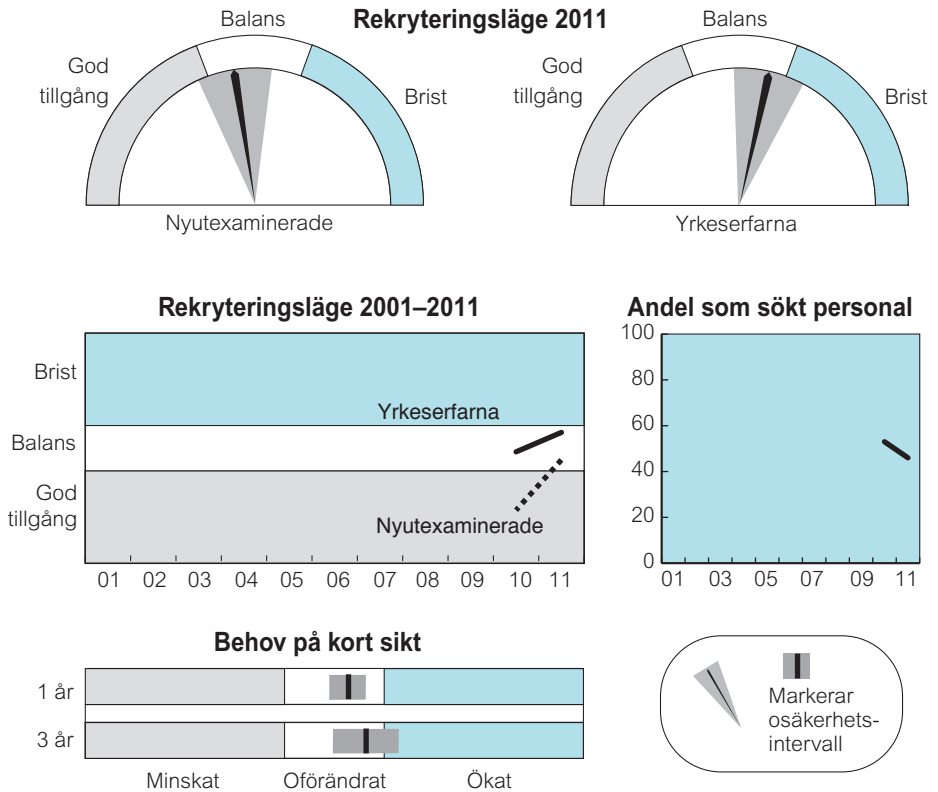 Rekryteringsläge 2011
Balans
God
tillgång
Brist
Nyutexaminerade
Balans
God
tillgång
Brist
Yrkeserfarna
Rekryteringsläge 2001–2011
Brist
Balans
God
tillgång
Yrkeserfarna
Nyutexaminerade
01 02 03 04 05 06 07 08 09 10 11
Andel som sökt personal
100
80
60
40
20
0
01 03 05 07 09 11
Behov på kort sikt
1 år
3 år
Minskat Oförändrat Ökat
Markerar
osäkerhets-
intervall